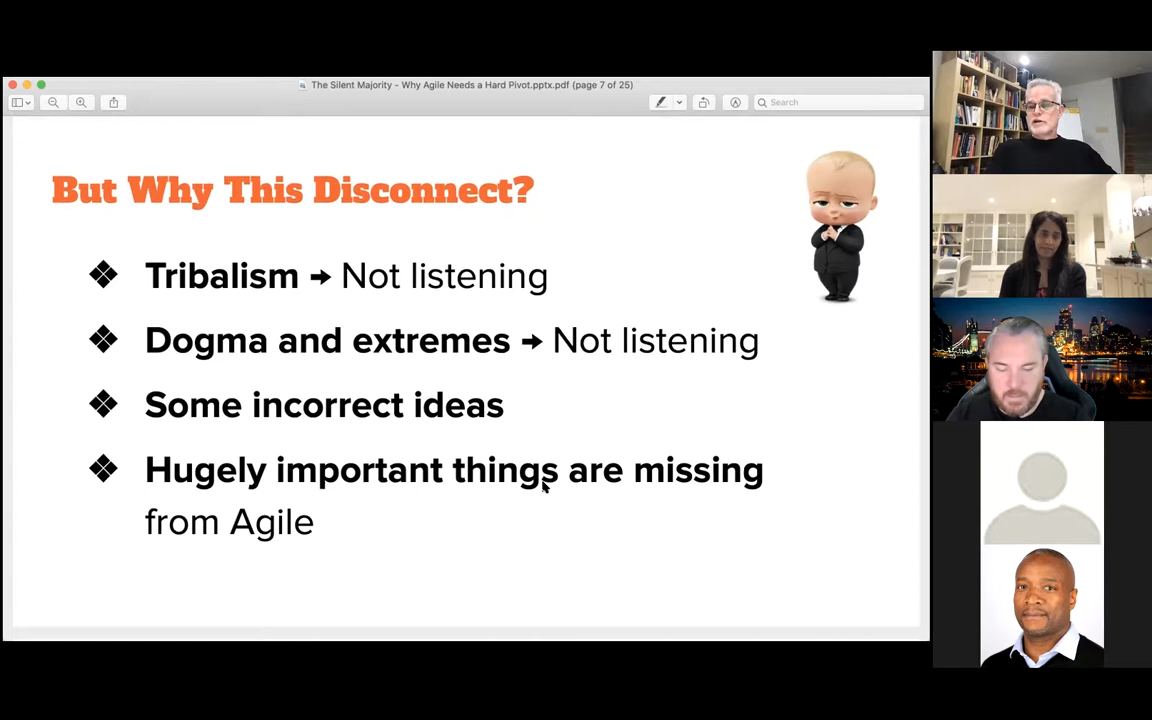 The Silent Majority - Why Agile Needs a Hard Pivot.pptx.pdf (page 7 of 25)
Search
But Why This Disconnect?
❖ Tribalism → Not listening
❖ Dogma and extremes → Not listening
❖ Some incorrect ideas
❖ Hugely important things are missing
from Agile